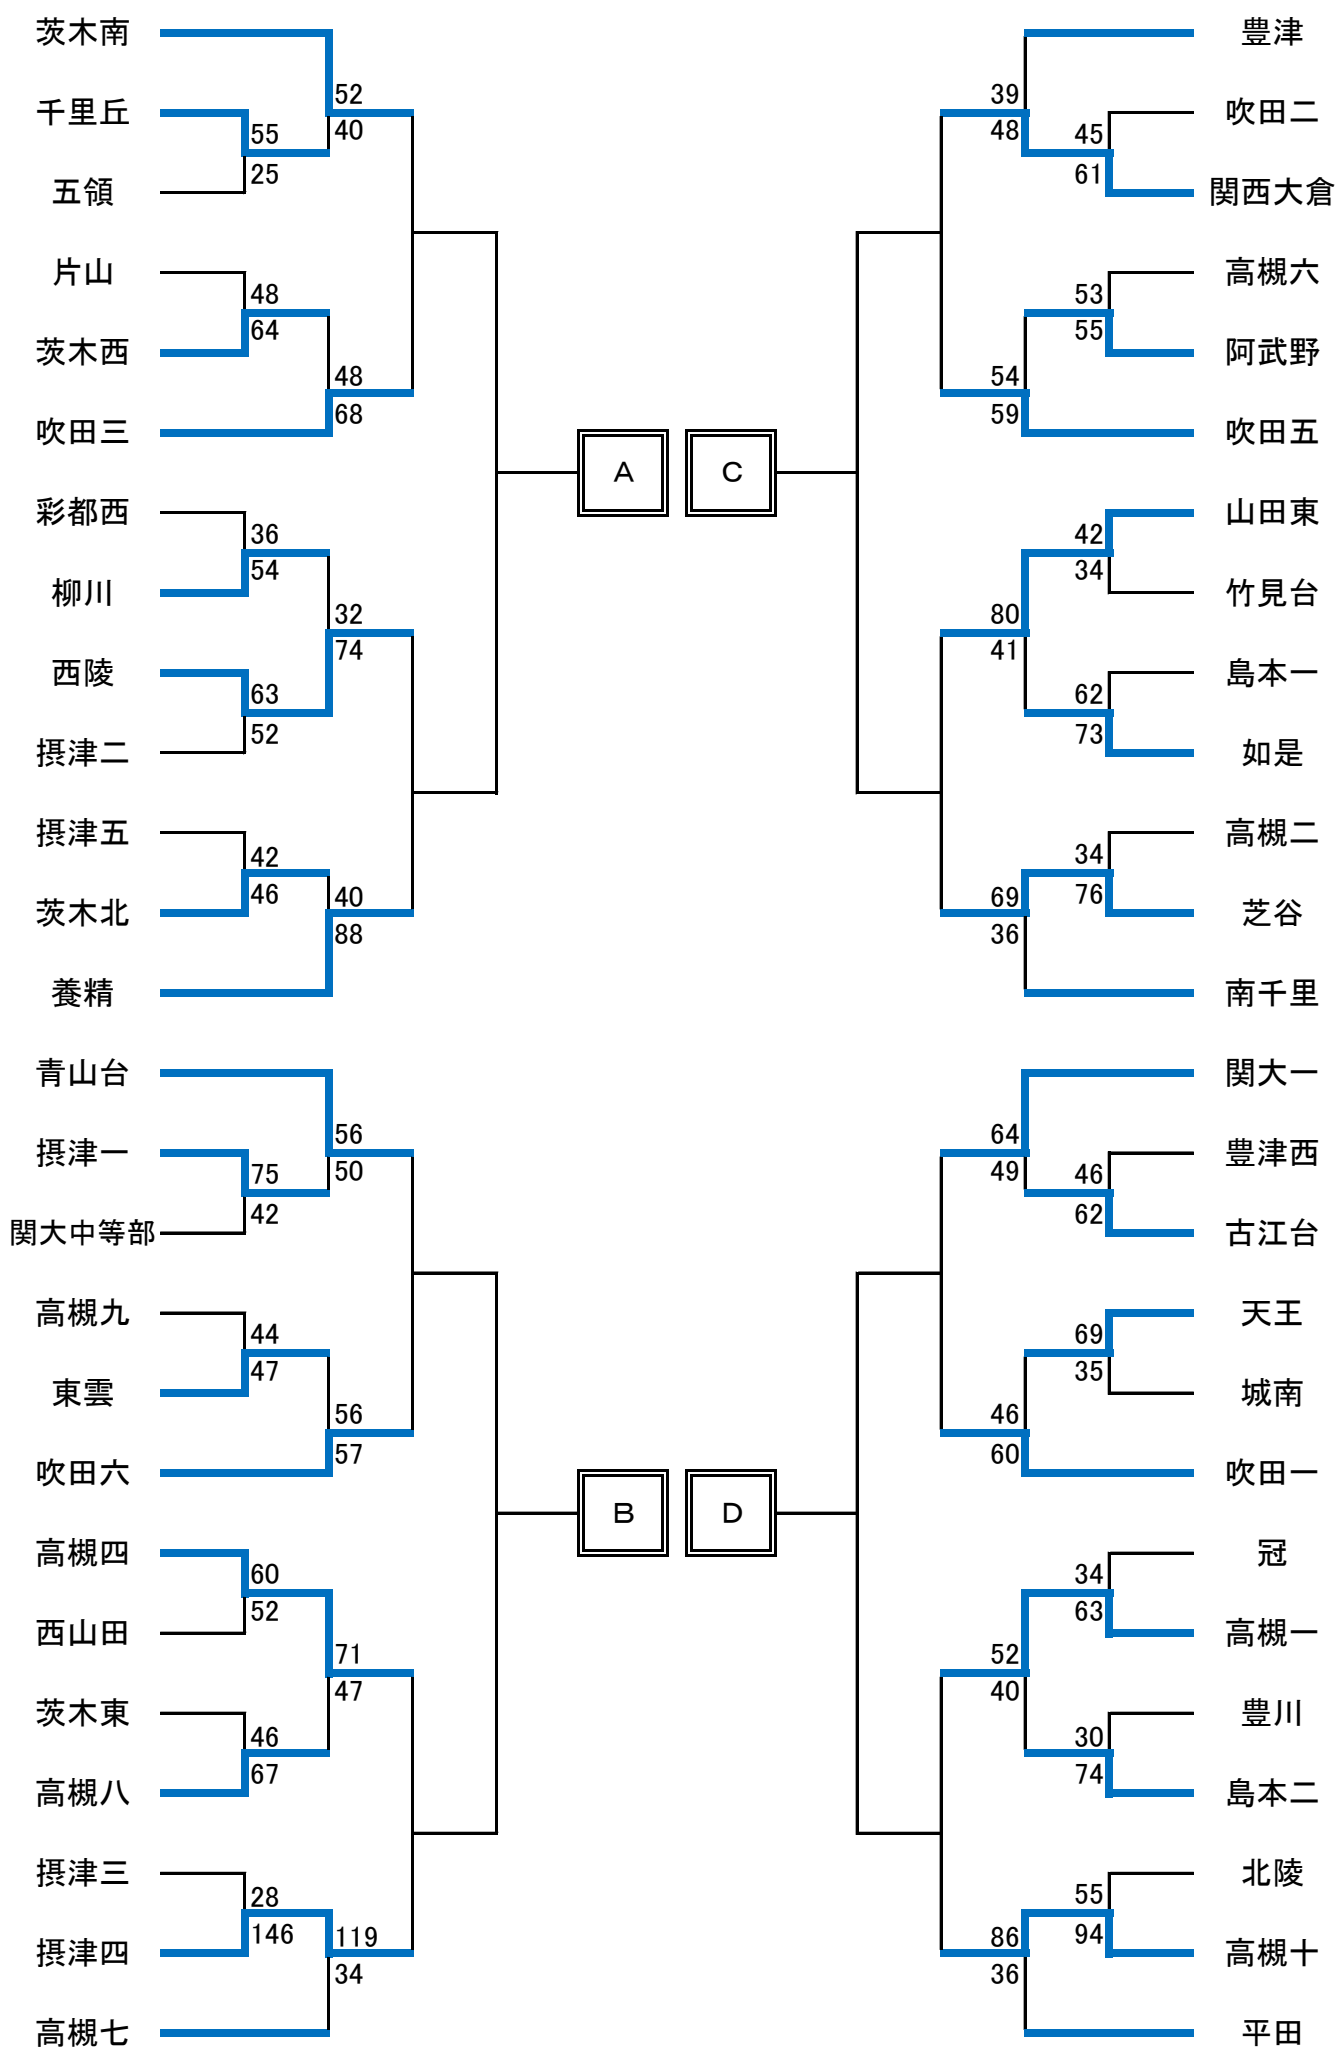 茨木南
52
千里丘
40
55
25
五領
片山
48
64
茨木西
48
68
吹田三
彩都西
36
54
柳川
32
74
西陵
63
52
摂津二
摂津五
42
46
茨木北
40
88
養精
A
青山台
56
摂津一
50
75
42
関大中等部
高槻九
44
47
東雲
56
57
吹田六
高槻四
60
52
西山田
71
47
茨木東
46
67
高槻八
摂津三
28
146
摂津四
119
34
高槻七
B
豊津
39
吹田二
48
45
61
関西大倉
高槻六
53
55
阿武野
54
59
吹田五
山田東
42
34
竹見台
80
41
島本一
62
73
如是
高槻二
34
76
芝谷
69
36
南千里
C
関大一
64
豊津西
49
46
62
古江台
天王
69
35
城南
46
60
吹田一
冠
34
63
高槻一
52
40
豊川
30
74
島本二
北陵
55
94
高槻十
86
36
平田
D